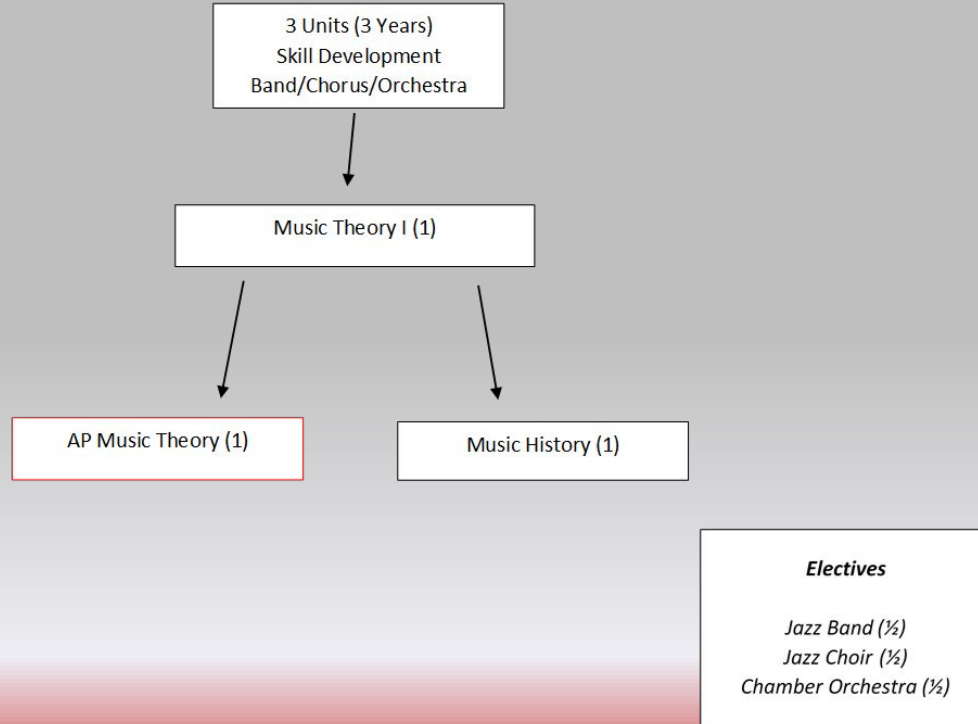 3 Units (3 Years)
Skill Development
Band/Chorus/Orchestra
Music Theory I (1)
AP Music Theory (1)
Music History (1)
Electives
Jazz Band (½)
Jazz Choir (½)
Chamber Orchestra (½)